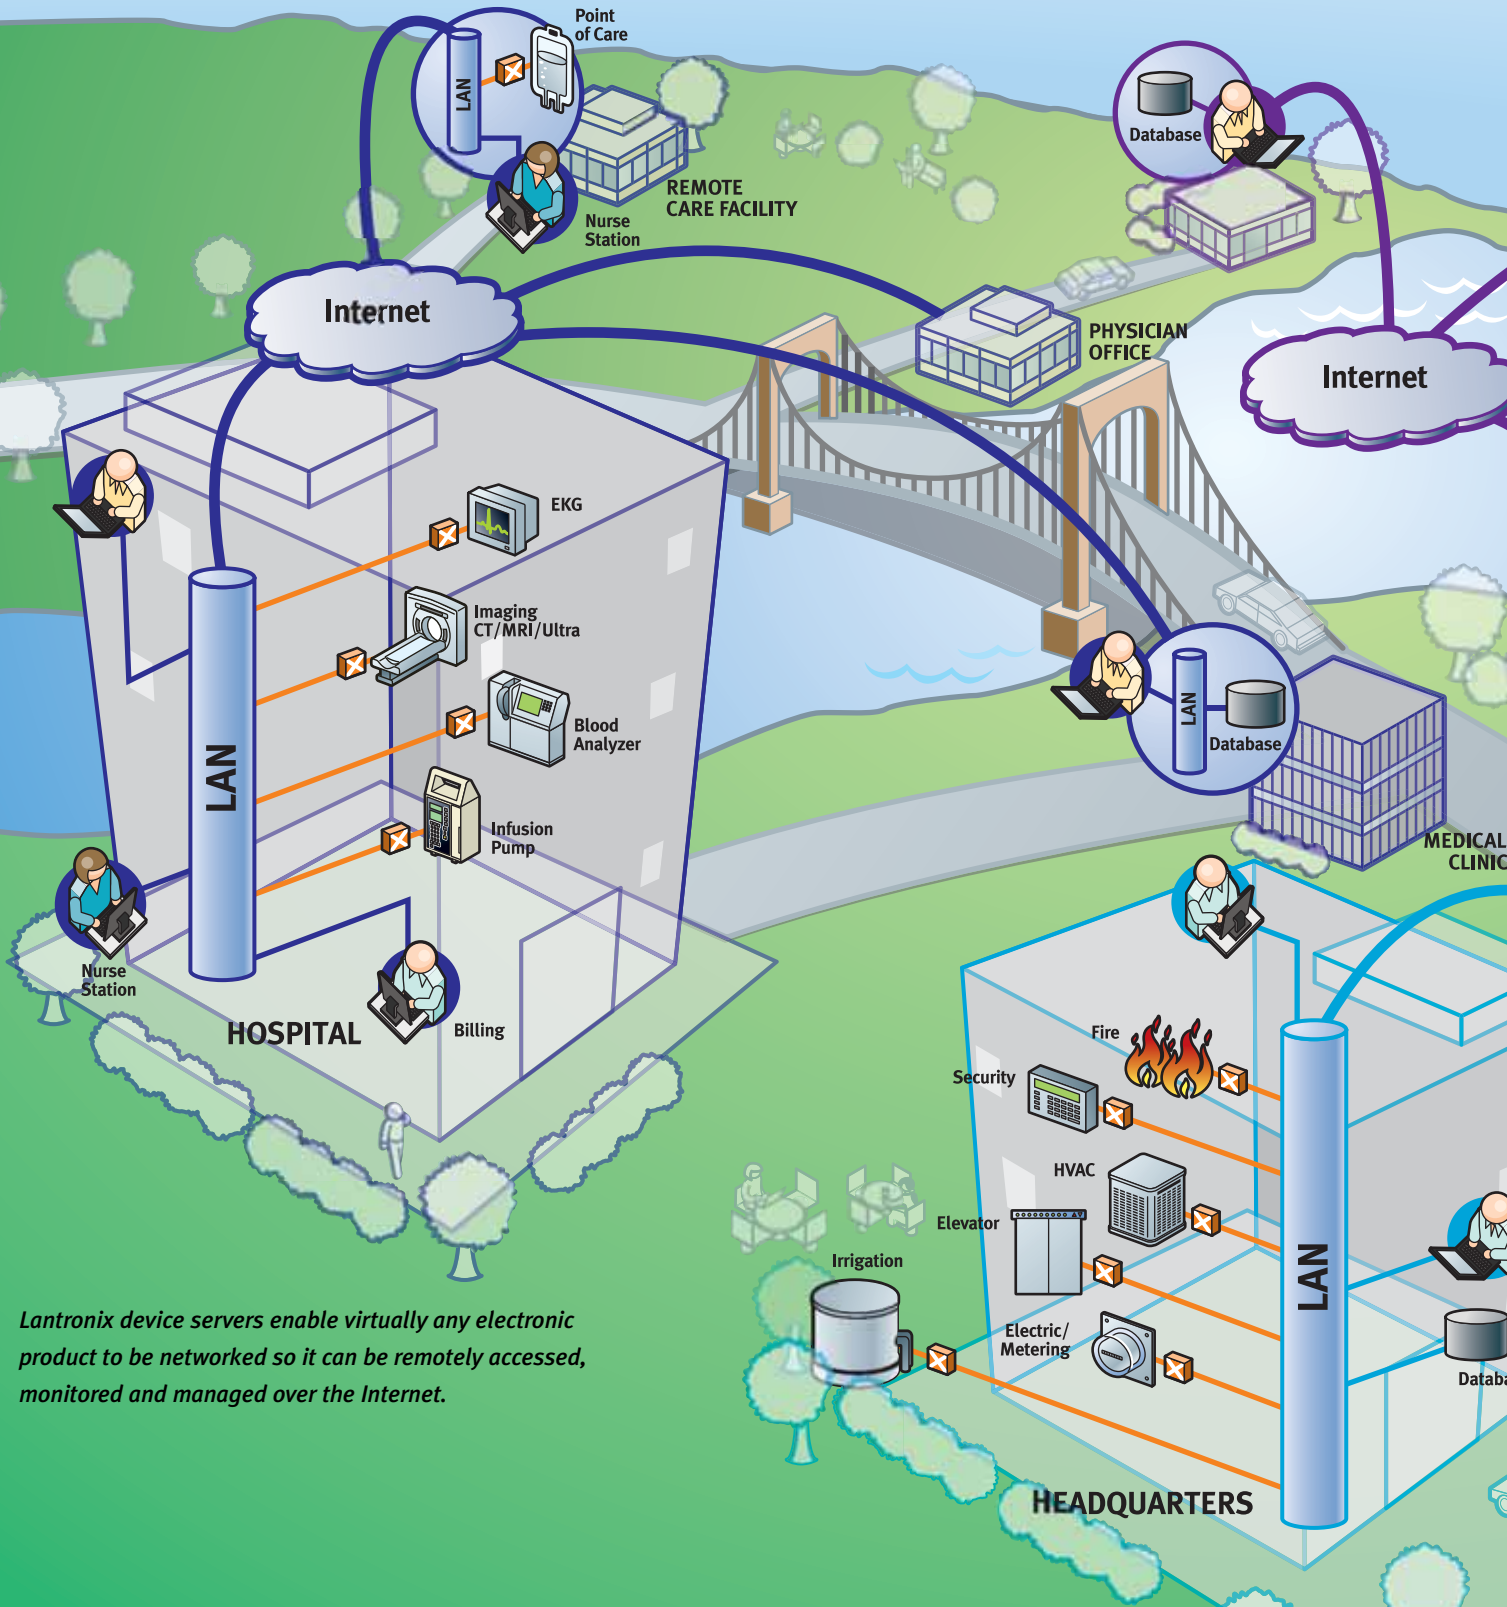 Point
of Care
LAN
Database
REMOTE
CARE FACILITY
Nurse
Station
Internet
PHYSICIAN
OFFICE
Internet
EKG
Imaging
CT/MRI/Ultra
Blood
Analyzer
LAN
Infusion
Pump
LAN
Database
MEDICAL
CLINIC
Nurse
Station
HOSPITAL
Billing
Fire
Security
HVAC
Elevator
Irrigation
LAN
Electric/
Metering
Databa
HEADQUARTERS
Lantronix device servers enable virtually any electronic
product to be networked so it can be remotely accessed,
monitored and managed over the Internet.